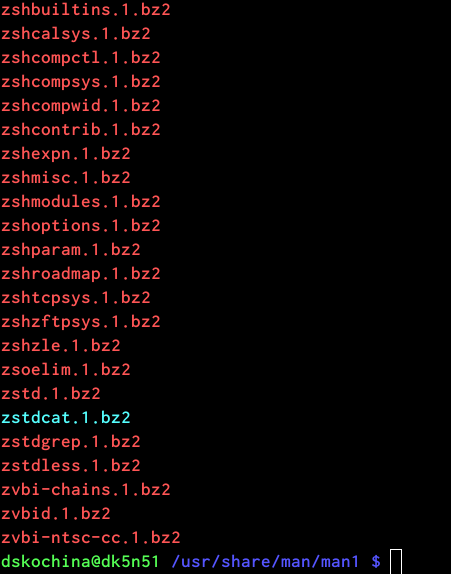 zshbuiltins.1.bz2
zshcalsys.1.bz2
zshcompctl.1.bz2
zshcompsys.1.bz2
zshcompwid.1.bz2
zshcontrib.1.bz2
zshexpn.1.bz2
zshmisc.1.bz2
zshmodules.1.bz2
zshoptions.1.bz2
zshparam.1.bz2
zshroadmap.1.bz2
zshtcpsys.1.bz2
zshzftpsys.1.bz2
zshzle.1.bz2
zsoelim.1.bz2
zstd.1.bz2
zstdcat.1.bz2
zstdgrep.1.bz2
zstdless.1.bz2
zvbi-chains.1.bz2
zvbid.1.bz2
zvbi-ntsc-cc.1.bz2
dskochina@dk5n51 /usr/share/man/man1 $